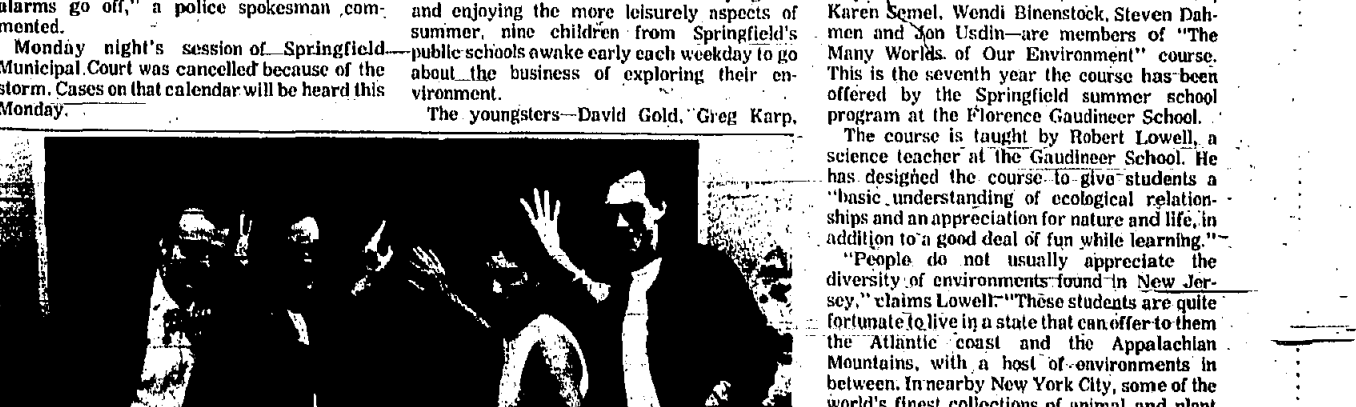 alarms go off," a police spokesman com-
mented.
Monday night's session of Springfield
Municipal Court was cancelled because of the
storm. Cases on that calendar will be heard this
Monday.
and enjoying the more leisurely aspects of
summer, nine children from Springfield's
public schools awake early each weekday to go
about the business of exploring their en-
vironment.
The youngsters—David Gold, Greg Karp,
Karen Semel, Wendi Binenstock, Steven Dah-
men and Jon Usdin—are members of "The
Many Worlds of Our Environment" course.
This is the seventh year the course has been
offered by the Springfield summer school
program at the Florence Gaudineer School.
The course is taught by Robert Lowell, a
science teacher at the Gaudineer School. He
has designed the course to give students a
"basic understanding of ecological relation-
ships and an appreciation for nature and life, in
addition to a good deal of fun while learning."
"People do not usually appreciate the
diversity of environments found in New Jer-
sey," claims Lowell. "These students are quite
fortunate to live in a state that can offer to them
the Atlantic coast and the Appalachian
Mountains, with a host of environments in
between. In nearby New York City, some of the
world's finest collections of animal and plant